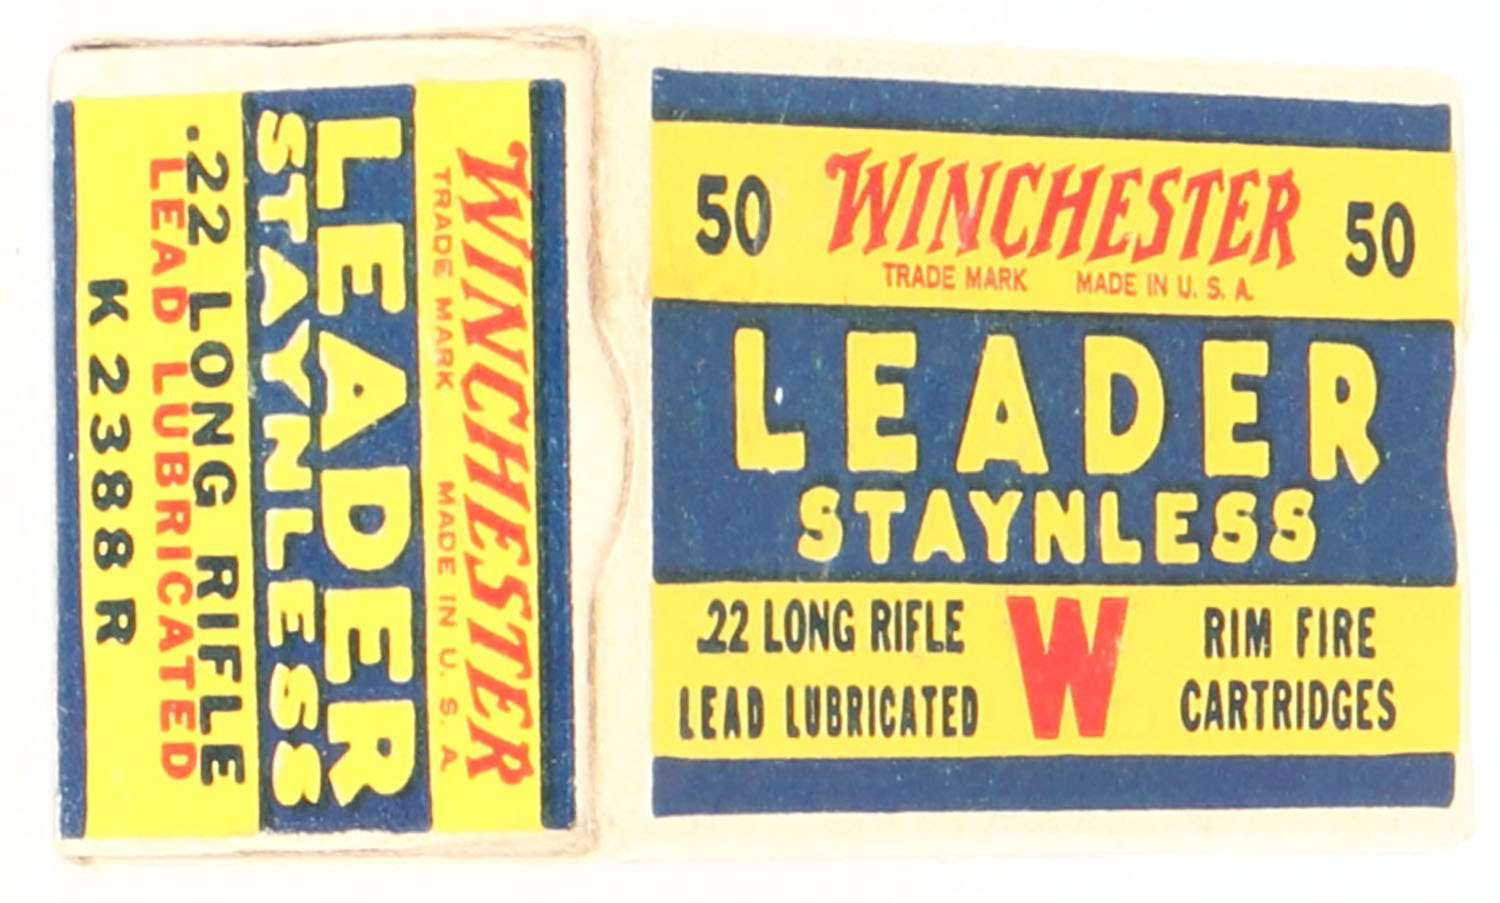 WINCHESTER
TRADE MARK MADE IN U. S. A.
LEADER
STAYNLESS
.22 LONG RIFLE
LEAD LUBRICATED
K 2388 R
50 WINCHESTER 50
TRADE MARK MADE IN U. S. A.
LEADER
STAYNLESS
.22 LONG RIFLE W RIM FIRE
LEAD LUBRICATED CARTRIDGES